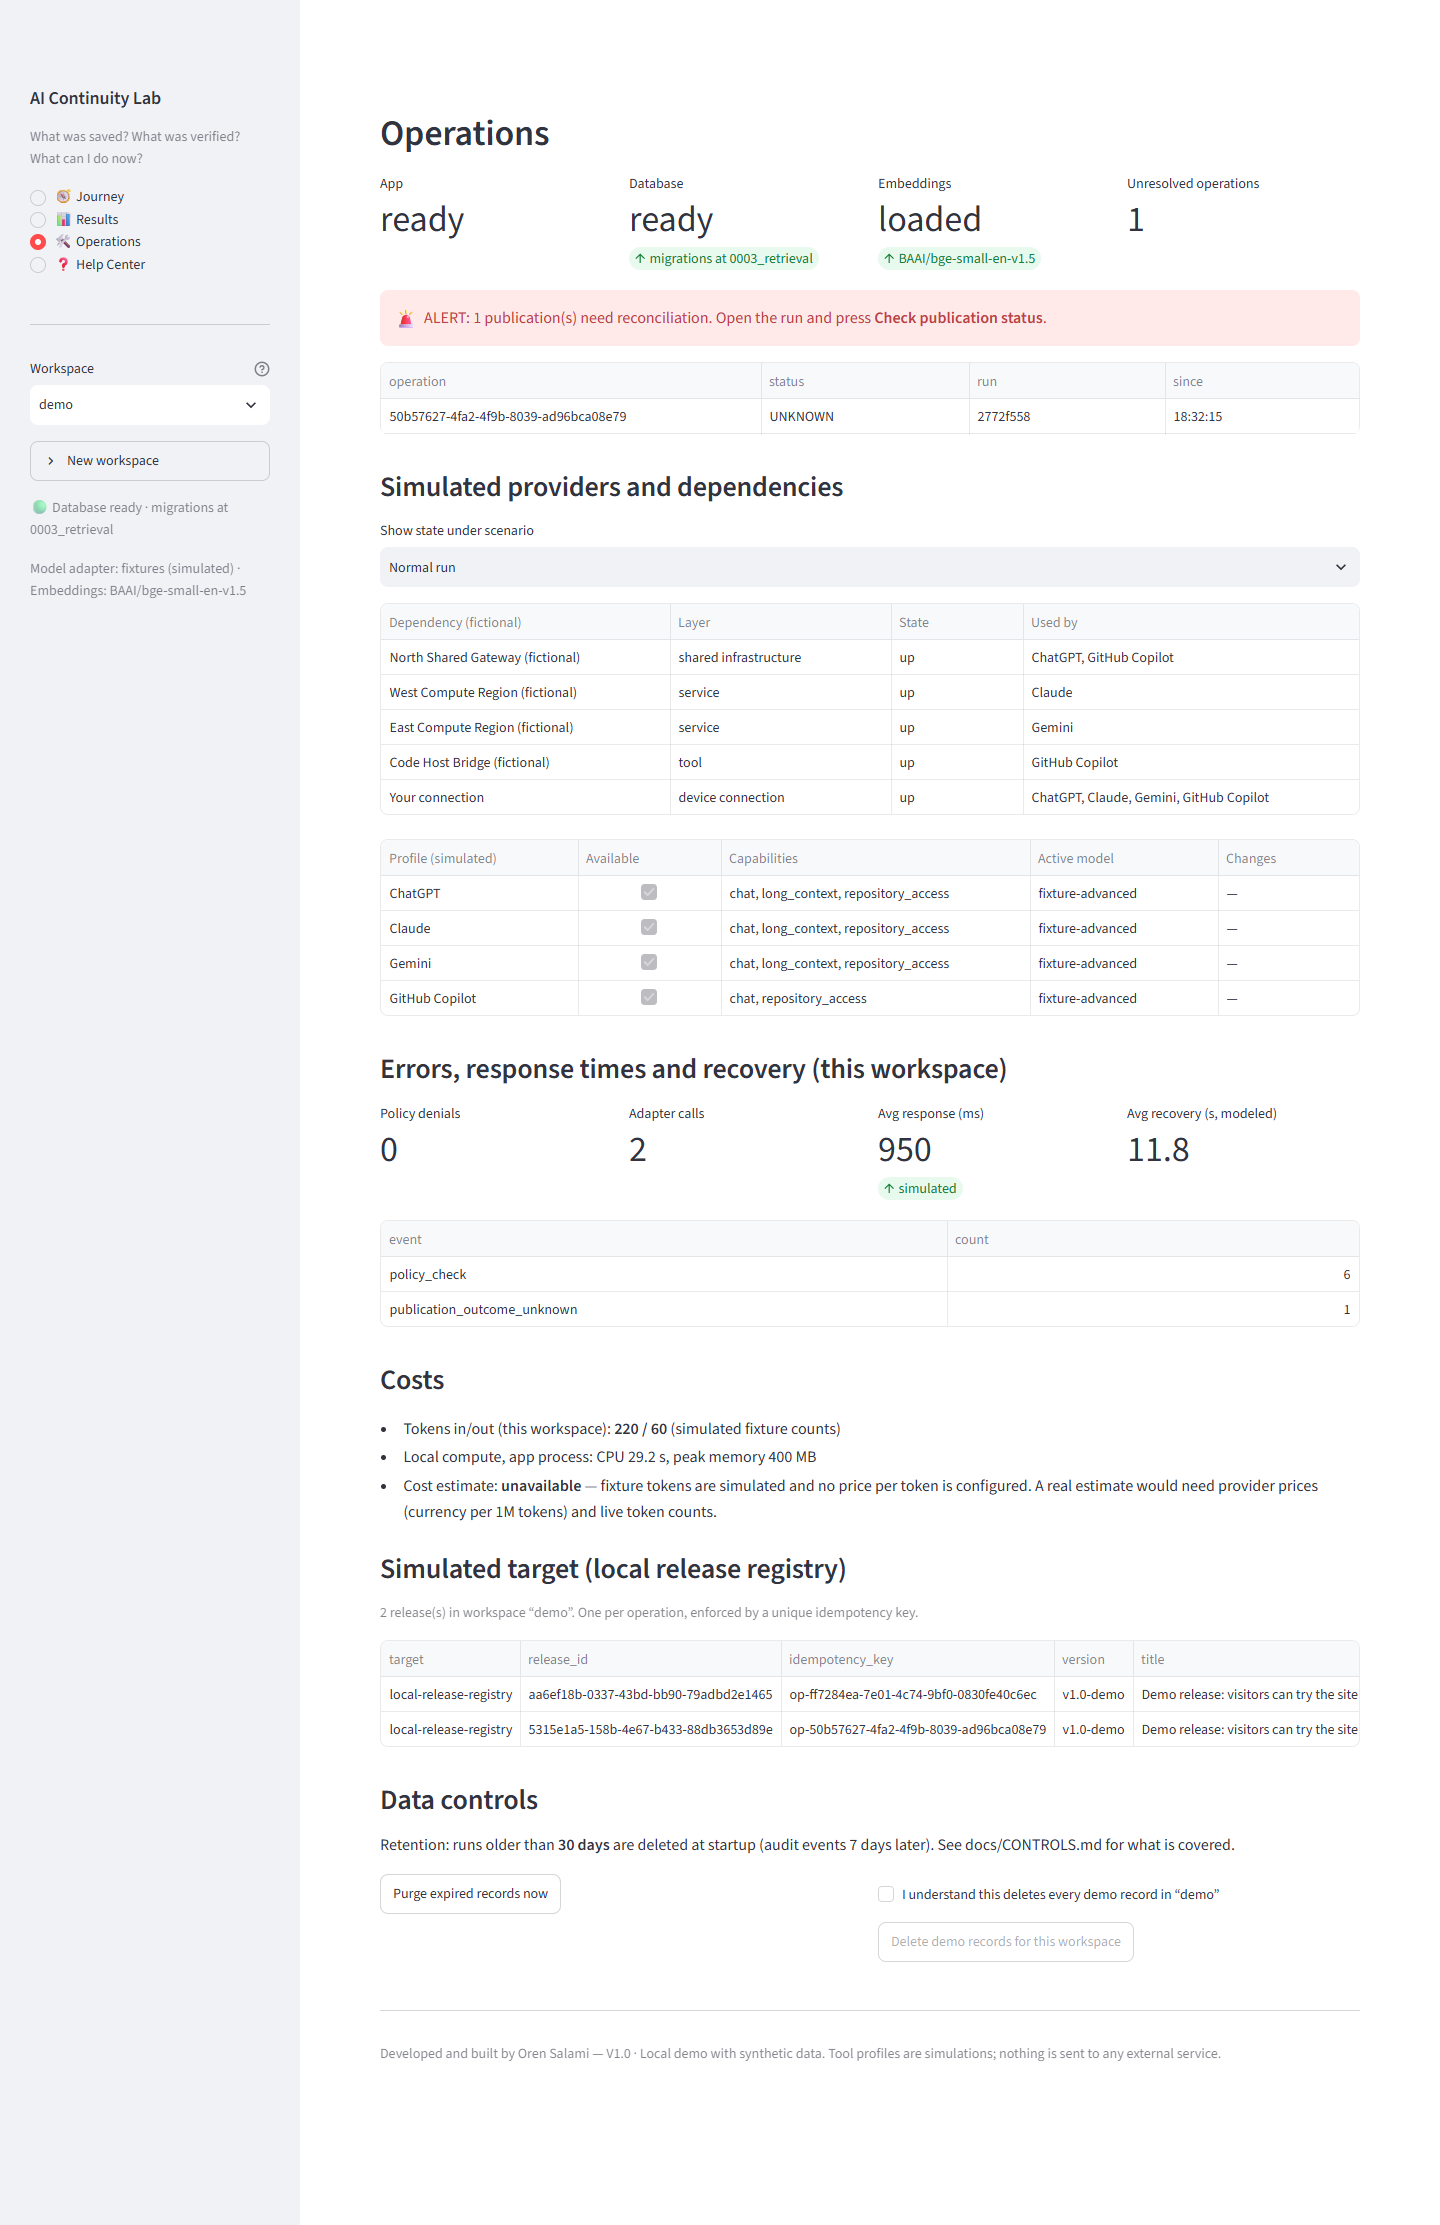 AI Continuity Lab
What was saved? What was verified?
What can I do now?
Journey
Results
Operations
Help Center
Workspace
demo
New workspace
Database ready · migrations at
0003_retrieval
Model adapter: fixtures (simulated) ·
Embeddings: BAAI/bge-small-en-v1.5
Operations
App Database Embeddings Unresolved operations
ready ready loaded 1
↑ migrations at 0003_retrieval ↑ BAAI/bge-small-en-v1.5
ALERT: 1 publication(s) need reconciliation. Open the run and press Check publication status.
operation status run since
50b57627-4fa2-4f9b-8039-ad96bca08e79 UNKNOWN 2772f558 18:32:15
Simulated providers and dependencies
Show state under scenario
Normal run
Dependency (fictional) Layer State Used by
North Shared Gateway (fictional) shared infrastructure up ChatGPT, GitHub Copilot
West Compute Region (fictional) service up Claude
East Compute Region (fictional) service up Gemini
Code Host Bridge (fictional) tool up GitHub Copilot
Your connection device connection up ChatGPT, Claude, Gemini, GitHub Copilot
Profile (simulated) Available Capabilities Active model Changes
ChatGPT chat, long_context, repository_access fixture-advanced —
Claude chat, long_context, repository_access fixture-advanced —
Gemini chat, long_context, repository_access fixture-advanced —
GitHub Copilot chat, repository_access fixture-advanced —
Errors, response times and recovery (this workspace)
Policy denials Adapter calls Avg response (ms) Avg recovery (s, modeled)
0 2 950 11.8
↑ simulated
event count
policy_check 6
publication_outcome_unknown 1
Costs
• Tokens in/out (this workspace): 220 / 60 (simulated fixture counts)
• Local compute, app process: CPU 29.2 s, peak memory 400 MB
• Cost estimate: unavailable — fixture tokens are simulated and no price per token is configured. A real estimate would need provider prices
(currency per 1M tokens) and live token counts.
Simulated target (local release registry)
2 release(s) in workspace “demo”. One per operation, enforced by a unique idempotency key.
target release_id idempotency_key version title
local-release-registry aa6ef18b-0337-43bd-bb90-79adbd2e1465 op-ff7284ea-7e01-4c74-9bf0-0830fe40c6ec v1.0-demo Demo release: visitors can try the site
local-release-registry 5315e1a5-158b-4e67-b433-88db3653d89e op-50b57627-4fa2-4f9b-8039-ad96bca08e79 v1.0-demo Demo release: visitors can try the site
Data controls
Retention: runs older than 30 days are deleted at startup (audit events 7 days later). See docs/CONTROLS.md for what is covered.
Purge expired records now
I understand this deletes every demo record in “demo”
Delete demo records for this workspace
Developed and built by Oren Salami — V1.0 · Local demo with synthetic data. Tool profiles are simulations; nothing is sent to any external service.